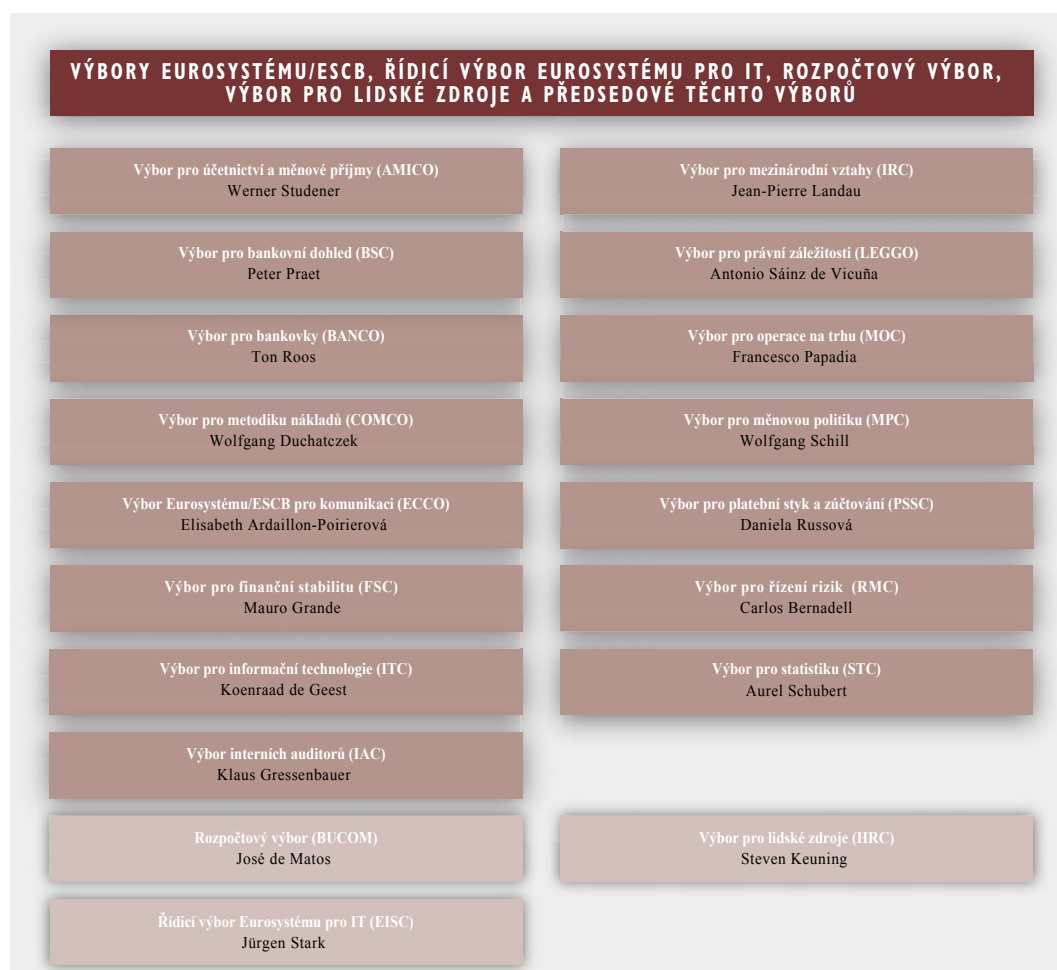 VÝBORY EUROSYSTÉMU/ESCB, ŘÍDICÍ VÝBOR EUROSYSTÉMU PRO IT, ROZPOČTOVÝ VÝBOR,
VÝBOR PRO LIDSKÉ ZDROJE A PŘEDSEDOVÉ TĚCHTO VÝBORŮ
Výbor pro účetnictví a měnové příjmy (AMICO)
Werner Studener
Výbor pro bankovní dohled (BSC)
Peter Praet
Výbor pro bankovky (BANCO)
Ton Roos
Výbor pro metodiku nákladů (COMCO)
Wolfgang Duchatczek
Výbor Eurosystému/ESCB pro komunikaci (ECCO)
Elisabeth Ardaillon-Poirierová
Výbor pro finanční stabilitu (FSC)
Mauro Grande
Výbor pro informační technologie (ITC)
Koenraad de Geest
Výbor interních auditorů (IAC)
Klaus Gressenbauer
Rozpočtový výbor (BUCOM)
José de Matos
Řídicí výbor Eurosystému pro IT (EISC)
Jürgen Stark
Výbor pro mezinárodní vztahy (IRC)
Jean-Pierre Landau
Výbor pro právní záležitosti (LEGGO)
Antonio Sáinz de Vicuña
Výbor pro operace na trhu (MOC)
Francesco Papadia
Výbor pro měnovou politiku (MPC)
Wolfgang Schill
Výbor pro platební styk a zúčtování (PSSC)
Daniela Russová
Výbor pro řízení rizik (RMC)
Carlos Bernadell
Výbor pro statistiku (STC)
Aurel Schubert
Výbor pro lidské zdroje (HRC)
Steven Keuning